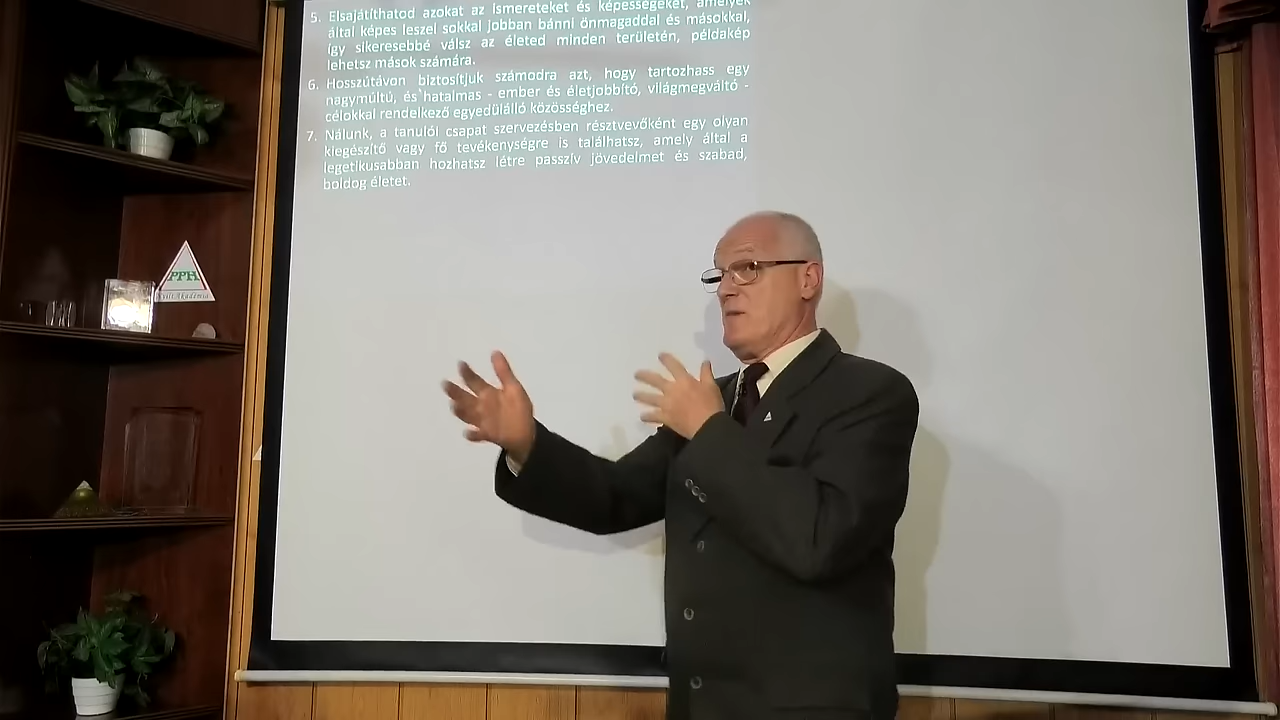 5. Elsajátíthatod azokat az ismereteket és képességeket, amelyek
által képes leszel sokkal jobban bánni önmagaddal és másokkal,
így sikeresebbé válsz az életed minden területén, példakép
lehetsz mások számára.
6. Hosszútávon biztosítjuk számodra azt, hogy tartozhass egy
nagymúltú, és hatalmas - ember és életjobbító, világmegváltó -
célokkal rendelkező egyedülálló közösséghez.
7. Nálunk, a tanulói csapat szervezésben résztvevőként egy olyan
kiegészítő vagy fő tevékenységre is találhatsz, amely által a
legetikusabban hozhatsz létre passzív jövedelmet és szabad,
boldog életet.
PPH
Nyílt Akadémia